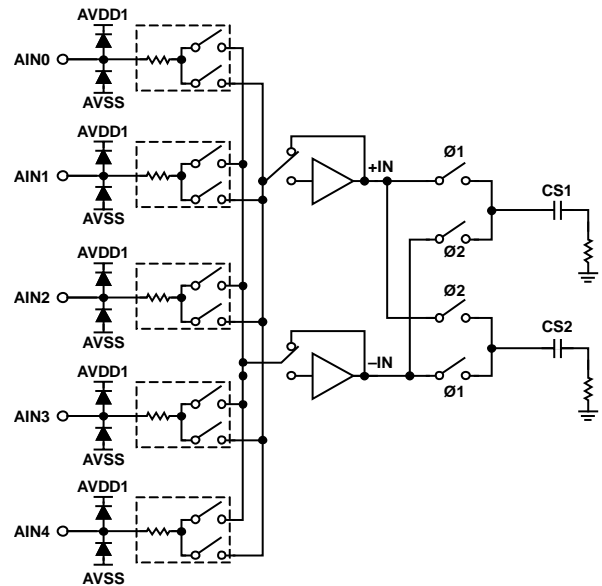 AVDD1
AIN0
AVSS
AVDD1
AIN1
AVSS
+IN
Ø1
CS1
Ø2
AVDD1
AIN2
AVSS
Ø2
CS2
–IN
Ø1
AVDD1
AIN3
AVSS
AVDD1
AIN4
AVSS